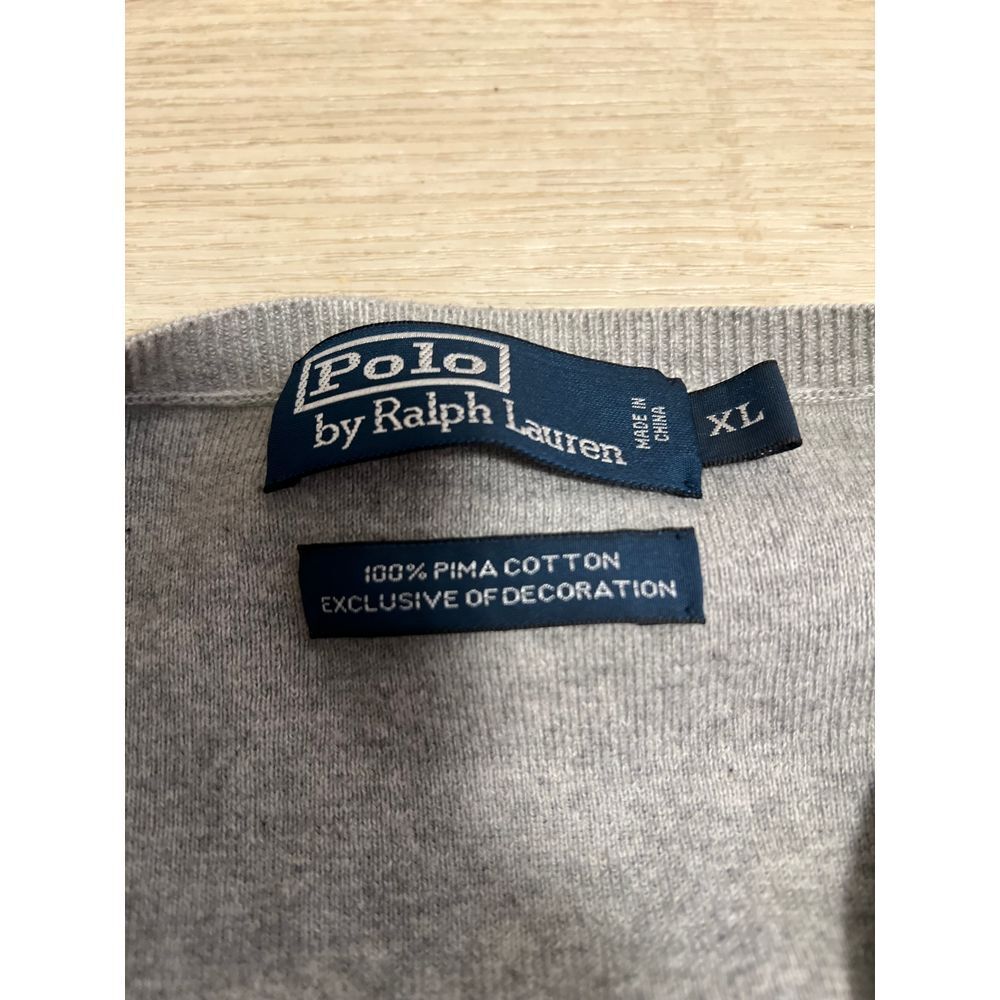 Polo
by Ralph Lauren
MADE IN
CHINA
XL
100% PIMA COTTON
EXCLUSIVE OF DECORATION